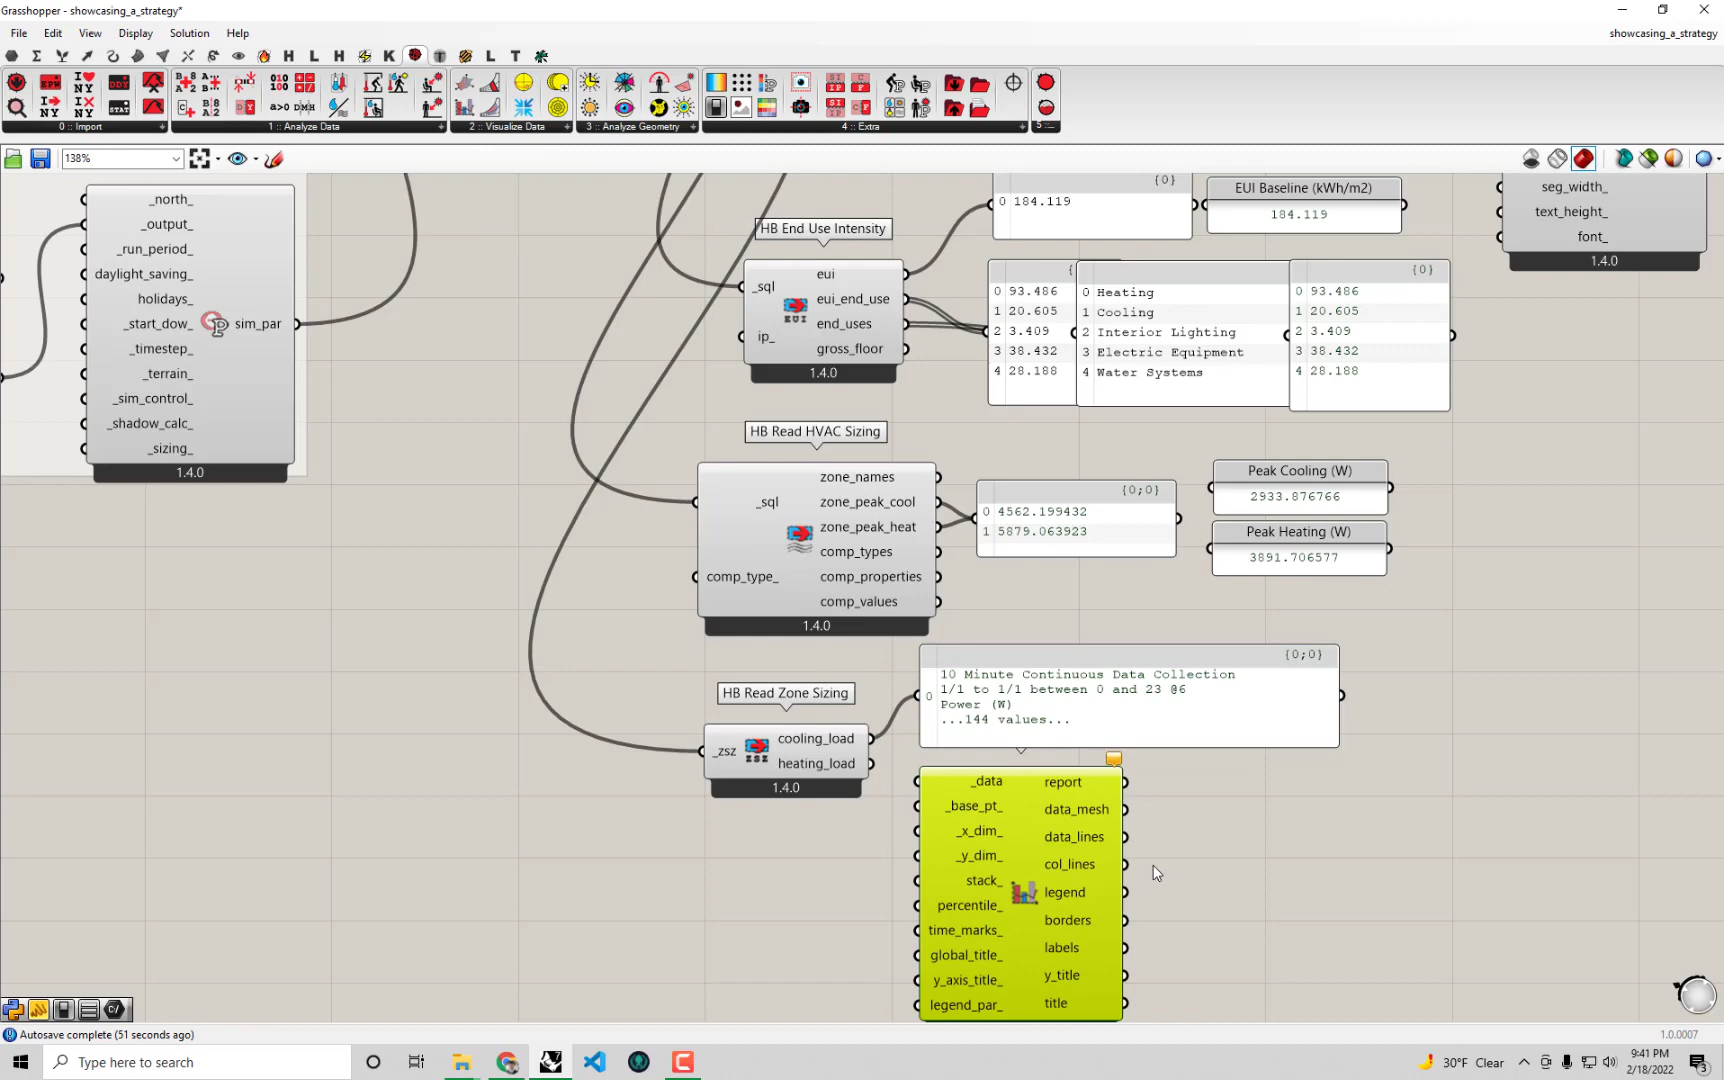 Grasshopper - showcasing_a_strategy*
File Edit View Display Solution Help
showcasing_a_strategy
0 :: Import
1 :: Analyze Data
2 :: Visualize Data
3 :: Analyze Geometry
4 :: Extra
138%
_north_
_output_
_run_period_
daylight_saving_
holidays_
_start_dow_
_timestep_
_terrain_
_sim_control_
_shadow_calc_
_sizing_
sim_par
1.4.0
HB End Use Intensity
_sql
ip_
eui
eui_end_use
end_uses
gross_floor
1.4.0
{0}
0 184.119
EUI Baseline (kWh/m2)
184.119
0 93.486
1 20.605
2 3.409
3 38.432
4 28.188
0 Heating
1 Cooling
2 Interior Lighting
3 Electric Equipment
4 Water Systems
{0}
0 93.486
1 20.605
2 3.409
3 38.432
4 28.188
seg_width_
text_height_
font_
1.4.0
HB Read HVAC Sizing
_sql
comp_type_
zone_names
zone_peak_cool
zone_peak_heat
comp_types
comp_properties
comp_values
1.4.0
{0;0}
0 4562.199432
1 5879.063923
Peak Cooling (W)
2933.876766
Peak Heating (W)
3891.706577
HB Read Zone Sizing
_zsz
cooling_load
heating_load
1.4.0
{0;0}
0
10 Minute Continuous Data Collection
1/1 to 1/1 between 0 and 23 @6
Power (W)
...144 values...
_data
_base_pt_
_x_dim_
_y_dim_
stack_
percentile_
time_marks_
global_title_
y_axis_title_
legend_par_
report
data_mesh
data_lines
col_lines
legend
borders
labels
y_title
title
Autosave complete (51 seconds ago)
1.0.0007
Type here to search
30°F Clear
9:41 PM
2/18/2022